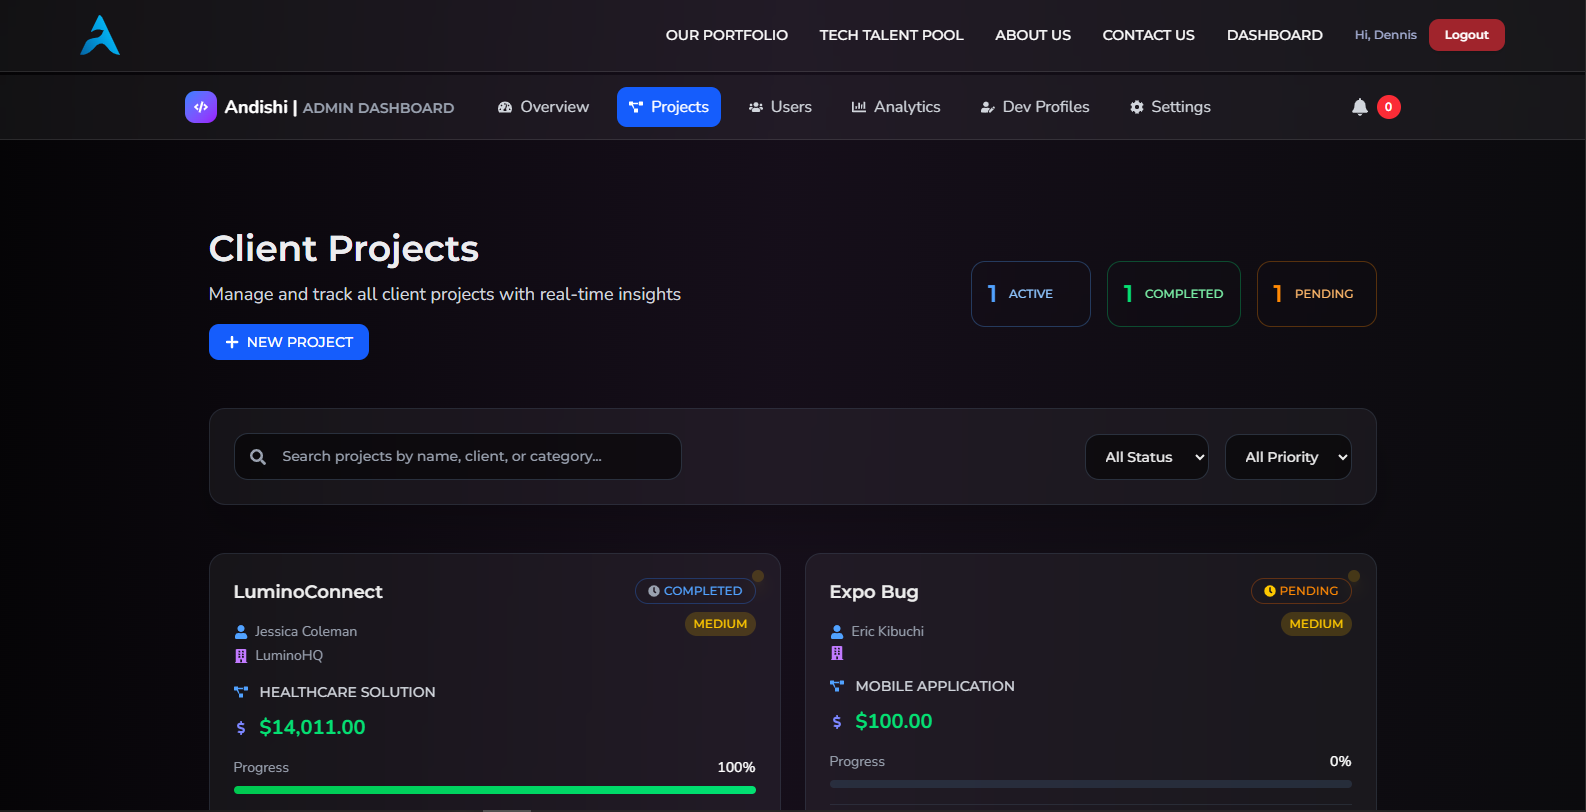 OUR PORTFOLIO TECH TALENT POOL ABOUT US CONTACT US DASHBOARD Hi, Dennis Logout
Andishi | ADMIN DASHBOARD Overview Projects Users Analytics Dev Profiles Settings 0
Client Projects
Manage and track all client projects with real-time insights
1 ACTIVE 1 COMPLETED 1 PENDING
+ NEW PROJECT
Search projects by name, client, or category... All Status All Priority
LuminoConnect COMPLETED
MEDIUM
Jessica Coleman
LuminoHQ
HEALTHCARE SOLUTION
$ $14,011.00
Progress 100%
Expo Bug PENDING
MEDIUM
Eric Kibuchi
MOBILE APPLICATION
$ $100.00
Progress 0%